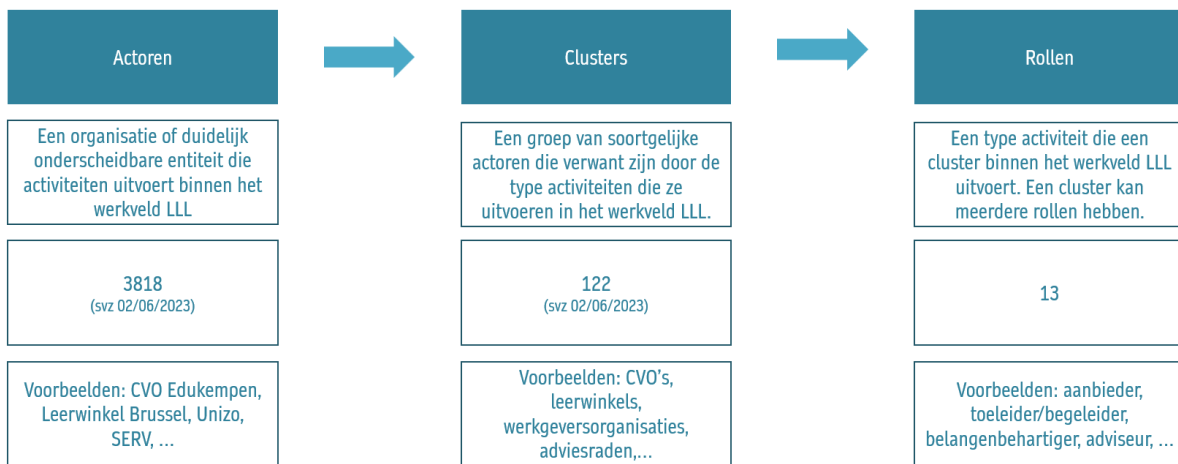 Actoren
Clusters
Rollen
Een organisatie of duidelijk
onderscheidbare entiteit die
activiteiten uitvoert binnen het
werkveld LLL
Een groep van soortgelijke
actoren die verwant zijn door de
type activiteiten die ze
uitvoeren in het werkveld LLL.
Een type activiteit die een
cluster binnen het werkveld LLL
uitvoert. Een cluster kan
meerdere rollen hebben.
3818
(svz 02/06/2023)
122
(svz 02/06/2023)
13
Voorbeelden: CVO Edukempen,
Leerwinkel Brussel, Unizo,
SERV, ...
Voorbeelden: CVO's,
leerwinkels,
werkgeversorganisaties,
adviesraden,...
Voorbeelden: aanbieder,
toeleider/begeleider,
belangenbehartiger, adviseur, ...